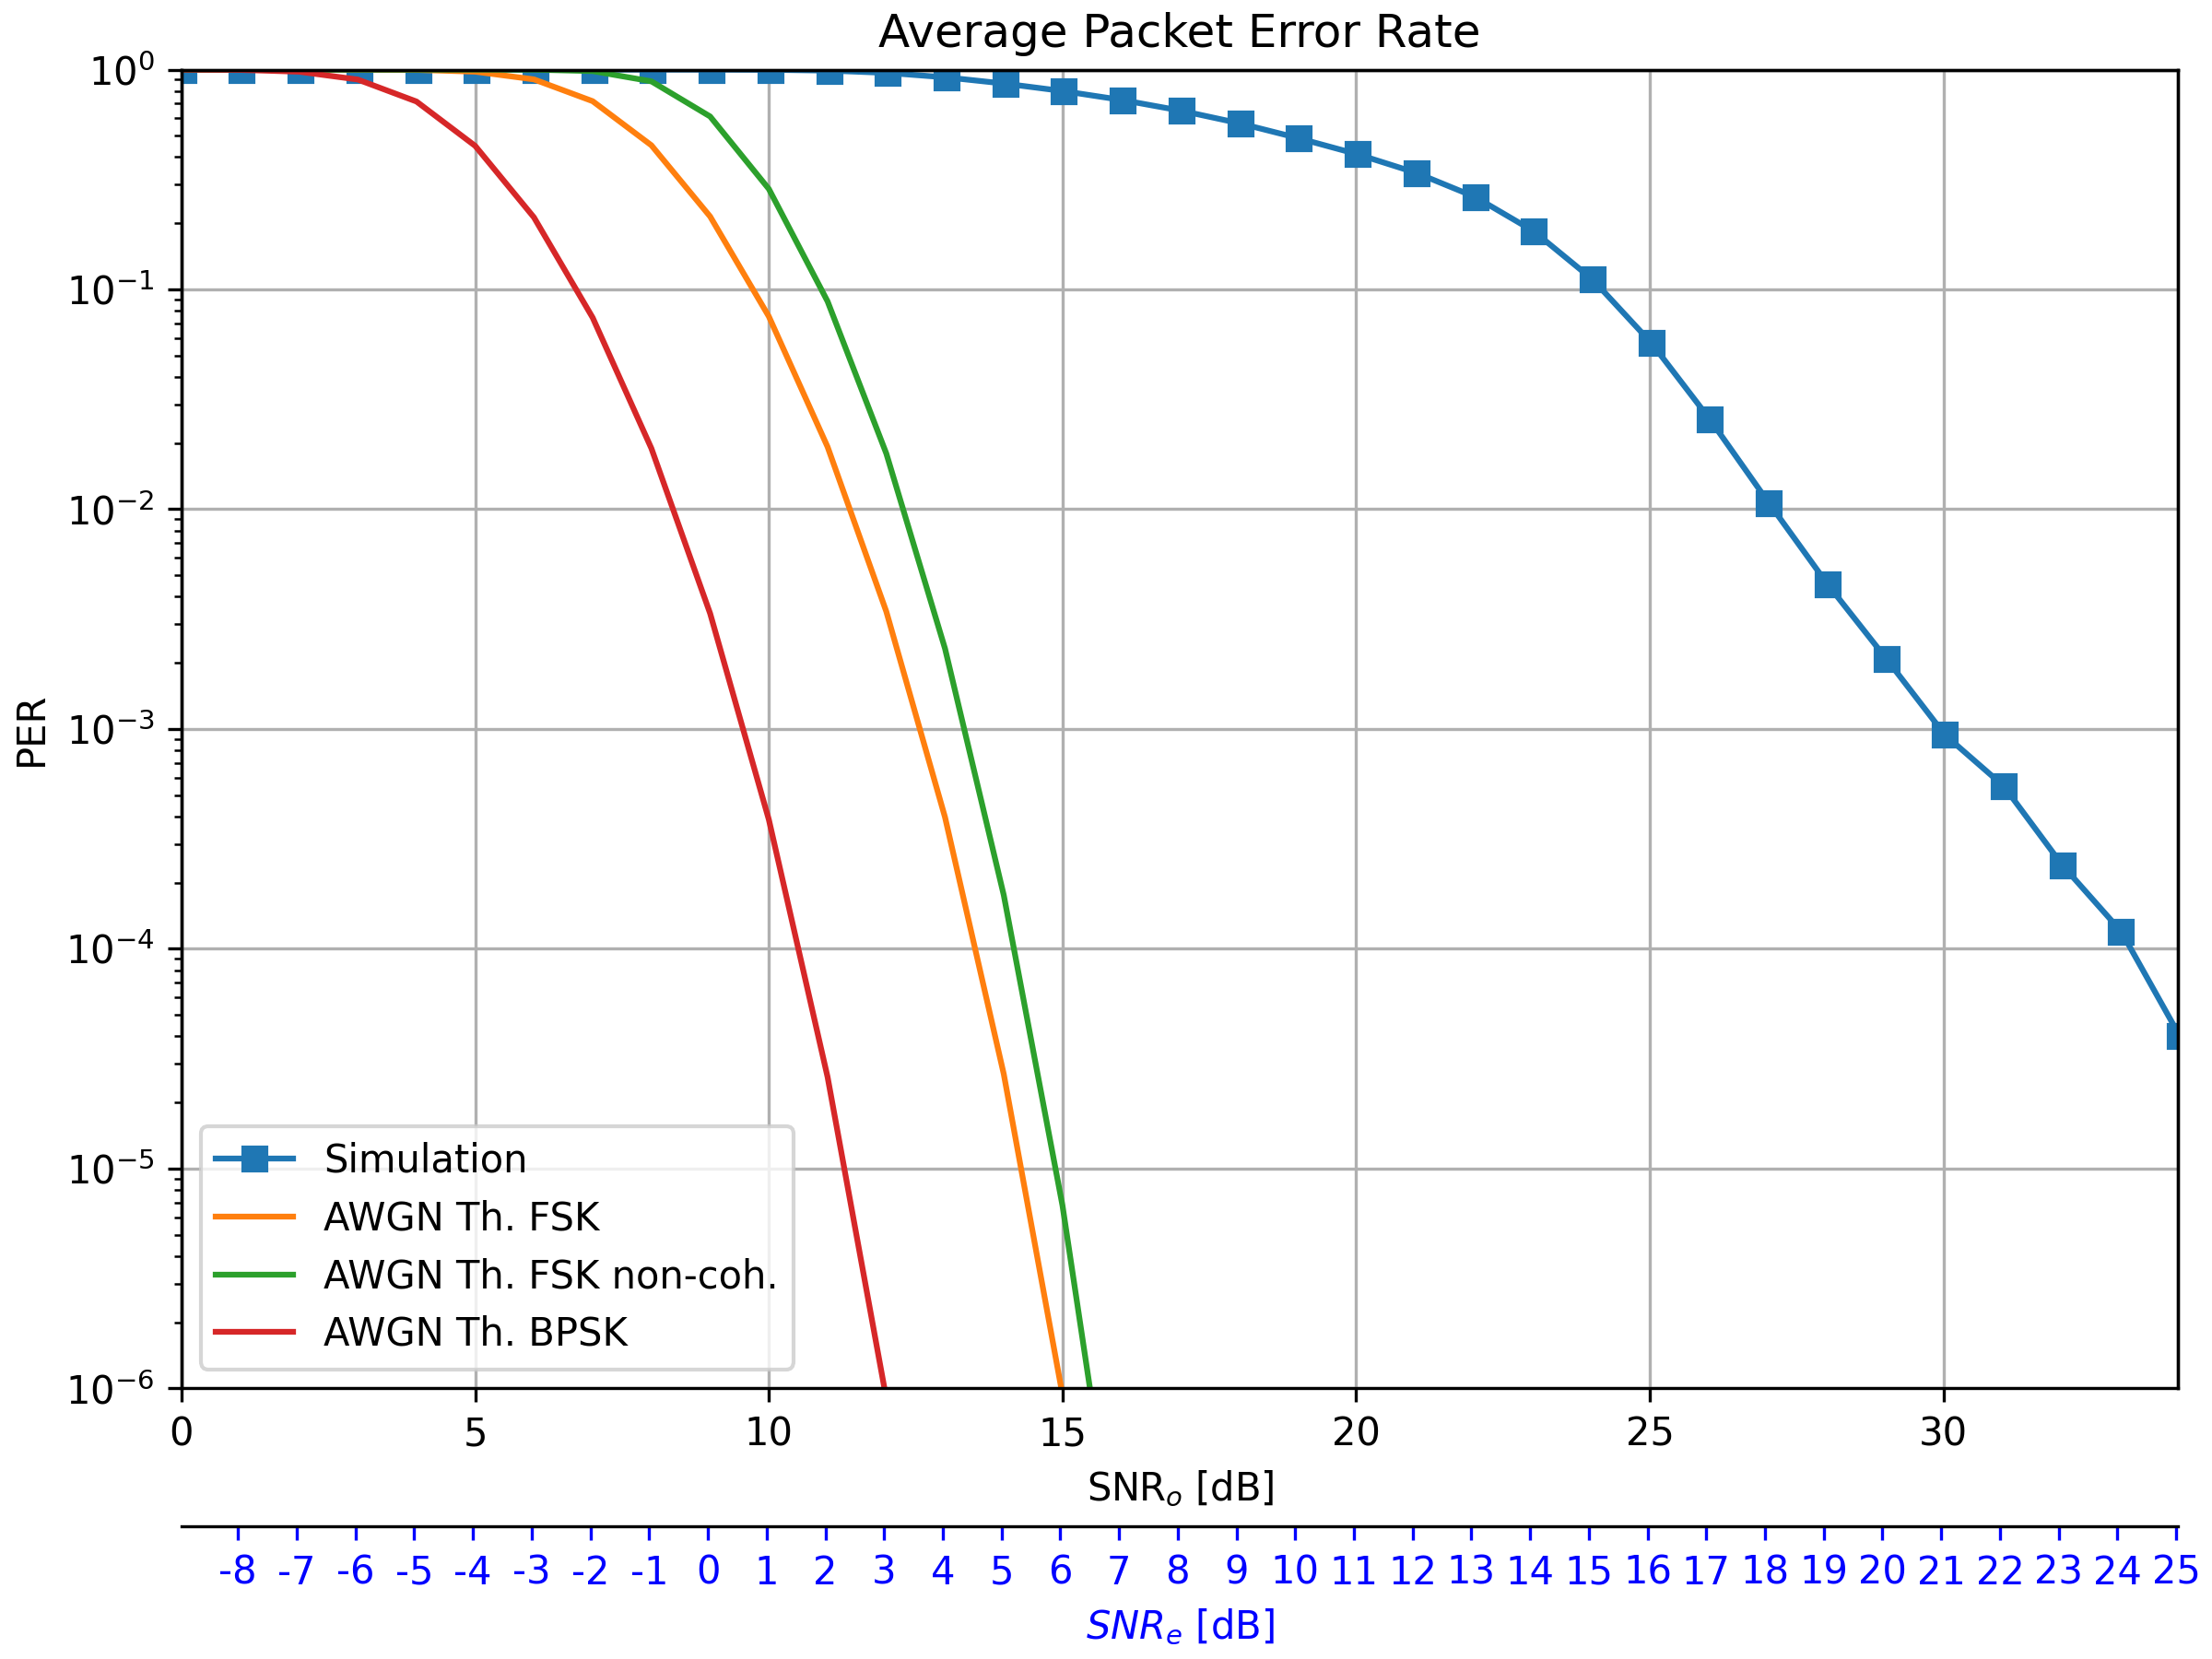 Average Packet Error Rate
10⁰
10⁻¹
10⁻²
10⁻³
10⁻⁴
10⁻⁵
10⁻⁶
PER
Simulation
AWGN Th. FSK
AWGN Th. FSK non-coh.
AWGN Th. BPSK
0 5 10 15 20 25 30
SNRₒ [dB]
-8 -7 -6 -5 -4 -3 -2 -1 0 1 2 3 4 5 6 7 8 9 10 11 12 13 14 15 16 17 18 19 20 21 22 23 24 25
SNRₑ [dB]